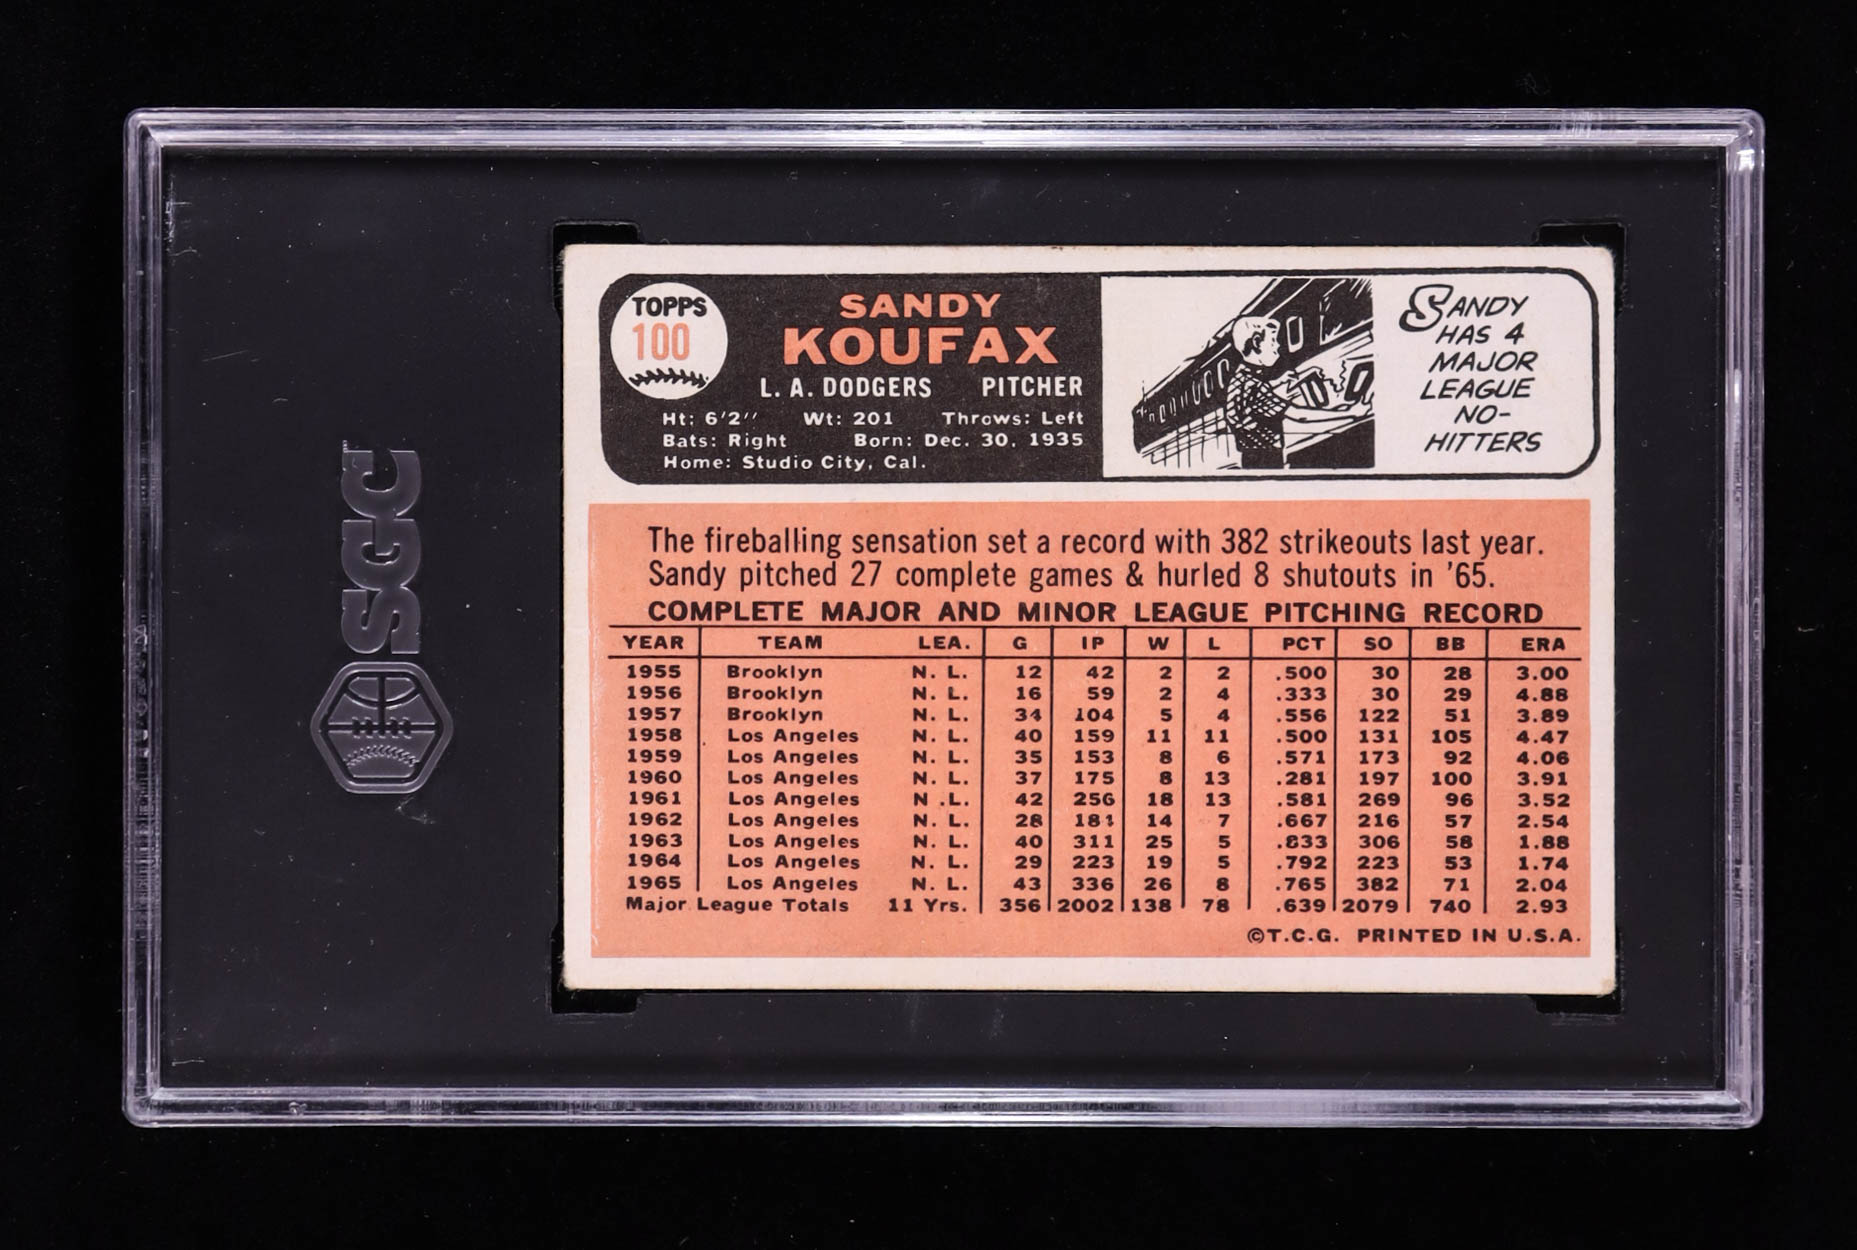 SGC
TOPPS
100
SANDY
KOUFAX
L. A. DODGERS PITCHER
Ht: 6'2'' Wt: 201 Throws: Left
Bats: Right Born: Dec. 30, 1935
Home: Studio City, Cal.
SANDY
HAS 4
MAJOR
LEAGUE
NO-
HITTERS
The fireballing sensation set a record with 382 strikeouts last year.
Sandy pitched 27 complete games & hurled 8 shutouts in '65.
COMPLETE MAJOR AND MINOR LEAGUE PITCHING RECORD
YEAR TEAM LEA. G IP W L PCT SO BB ERA
1955 Brooklyn N. L. 12 42 2 2 .500 30 28 3.00
1956 Brooklyn N. L. 16 59 2 4 .333 30 29 4.88
1957 Brooklyn N. L. 34 104 5 4 .556 122 51 3.89
1958 Los Angeles N. L. 40 159 11 11 .500 131 105 4.47
1959 Los Angeles N. L. 35 153 8 6 .571 173 92 4.06
1960 Los Angeles N. L. 37 175 8 13 .281 197 100 3.91
1961 Los Angeles N .L. 42 256 18 13 .581 269 96 3.52
1962 Los Angeles N. L. 28 181 14 7 .667 216 57 2.54
1963 Los Angeles N. L. 40 311 25 5 .833 306 58 1.88
1964 Los Angeles N. L. 29 223 19 5 .792 223 53 1.74
1965 Los Angeles N. L. 43 336 26 8 .765 382 71 2.04
Major League Totals 11 Yrs. 356 2002 138 78 .639 2079 740 2.93
©T.C.G. PRINTED IN U.S.A.